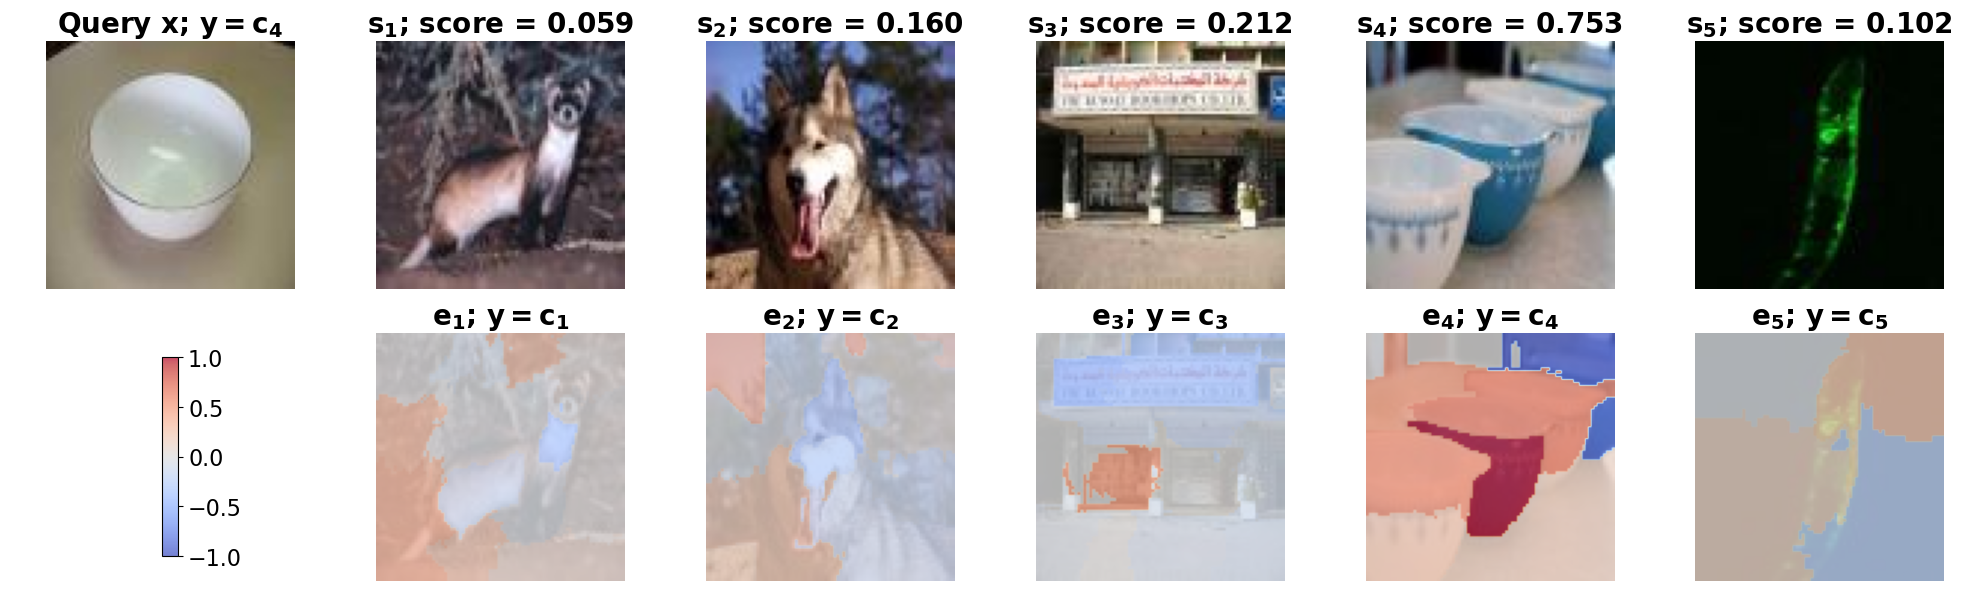 Query x; y = c₄
s₁; score = 0.059
s₂; score = 0.160
s₃; score = 0.212
s₄; score = 0.753
s₅; score = 0.102
e₁; y = c₁
e₂; y = c₂
e₃; y = c₃
e₄; y = c₄
e₅; y = c₅
1.0
0.5
0.0
−0.5
−1.0